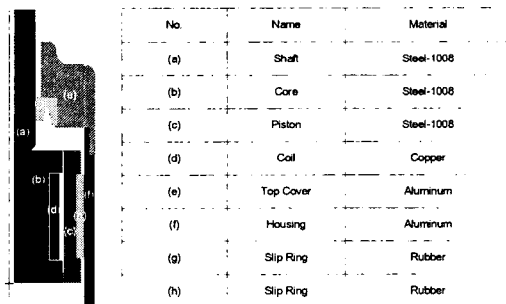 No. Name Material
(a) Shaft Steel-1008
(b) Core Steel-1008
(c) Piston Steel-1008
(d) Coil Copper
(e) Top Cover Aluminum
(f) Housing Aluminum
(g) Slip Ring Rubber
(h) Slip Ring Rubber
(a)
(b)
(d)
(c)
(f)